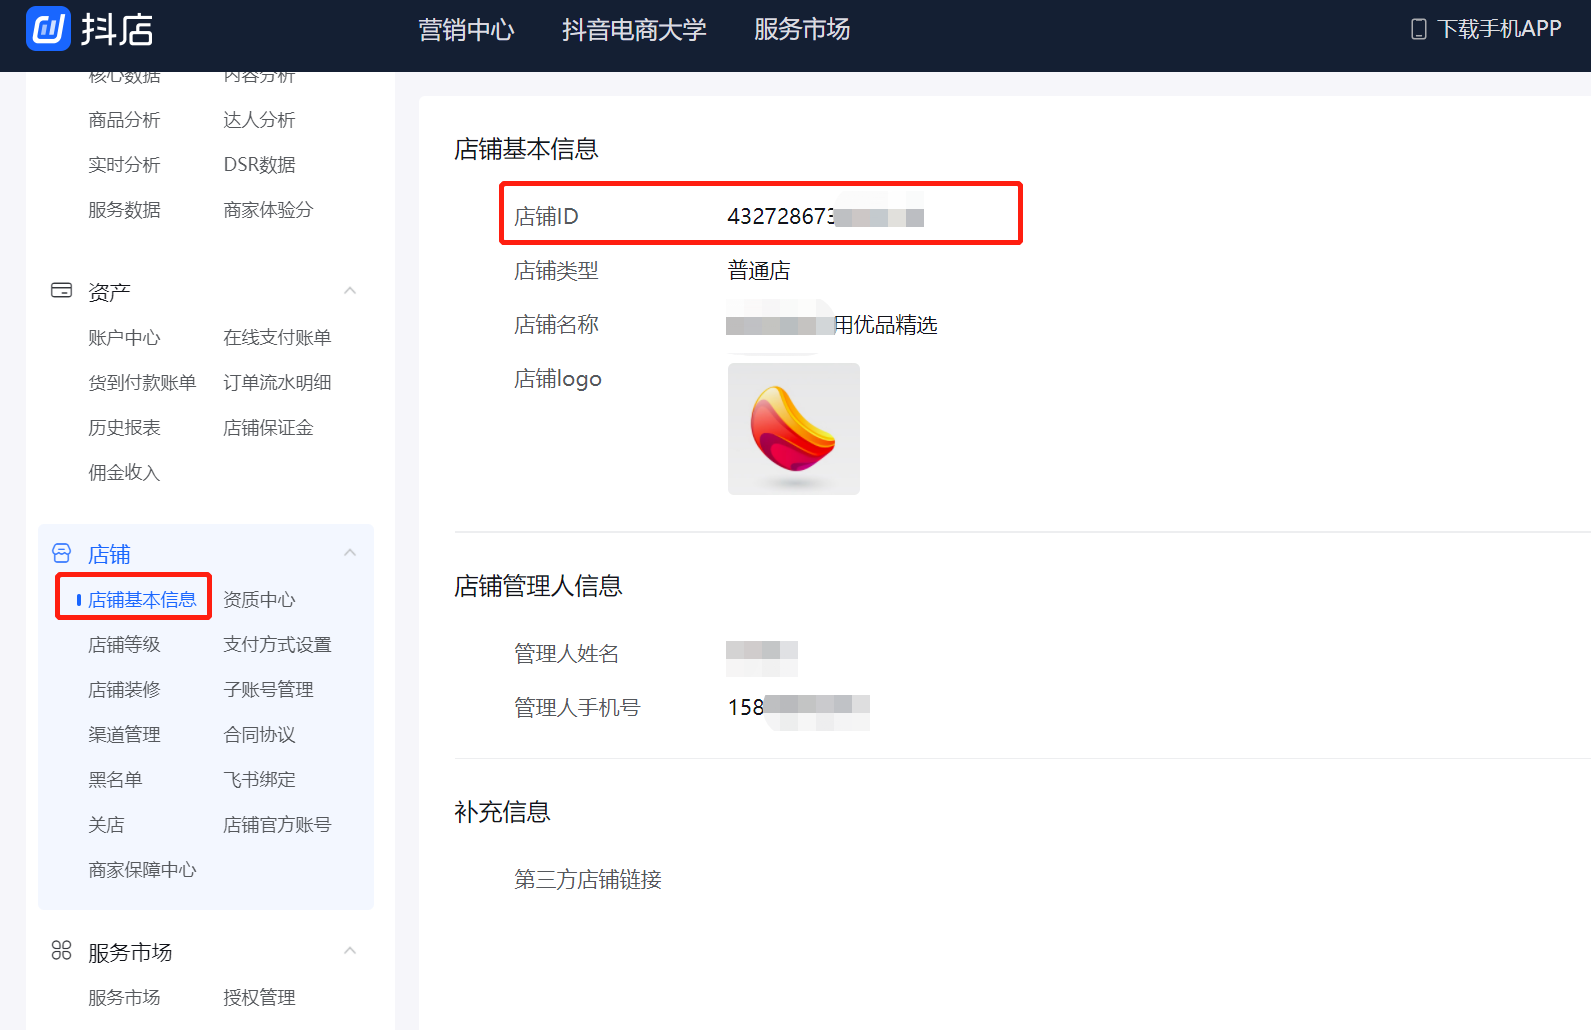 抖店
营销中心 抖音电商大学 服务市场
下载手机APP
核心数据 内容分析
商品分析 达人分析
实时分析 DSR数据
服务数据 商家体验分
资产
账户中心 在线支付账单
货到付款账单 订单流水明细
历史报表 店铺保证金
佣金收入
店铺
店铺基本信息 资质中心
店铺等级 支付方式设置
店铺装修 子账号管理
渠道管理 合同协议
黑名单 飞书绑定
关店 店铺官方账号
商家保障中心
服务市场
服务市场 授权管理
店铺基本信息
店铺ID 432728673
店铺类型 普通店
店铺名称 用优品精选
店铺logo
店铺管理人信息
管理人姓名
管理人手机号 158
补充信息
第三方店铺链接